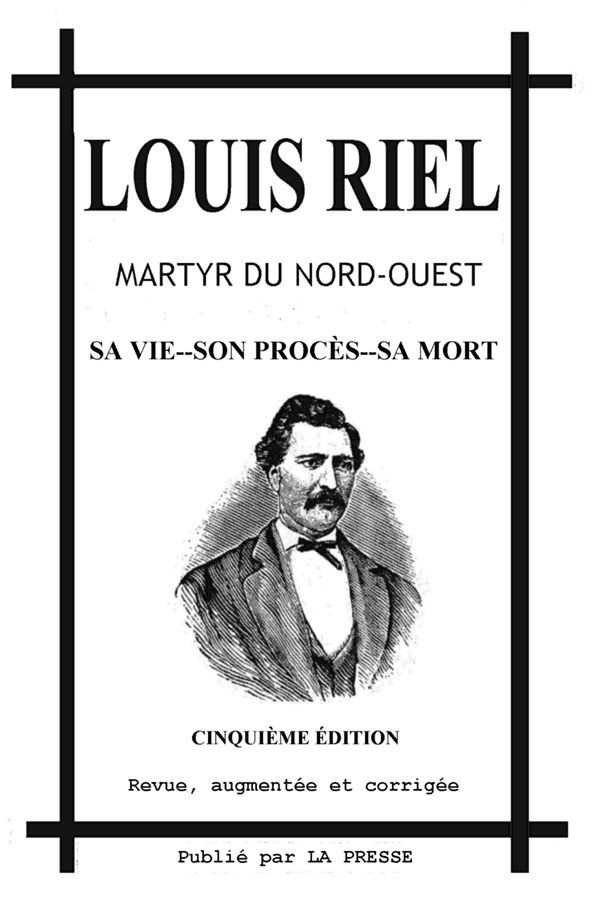 LOUIS RIEL
MARTYR DU NORD-OUEST
SA VIE--SON PROCÈS--SA MORT
CINQUIÈME ÉDITION
Revue, augmentée et corrigée
Publié par LA PRESSE